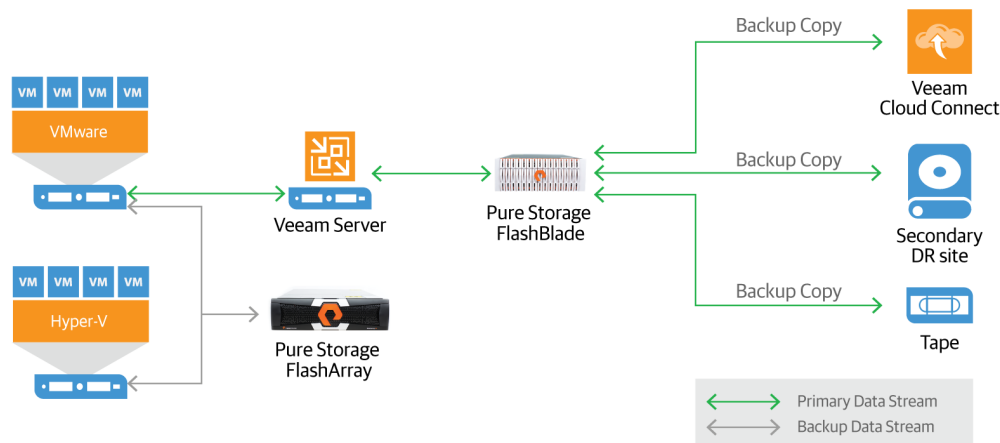 VM VM VM VM
VMware
Veeam Server
VM VM VM VM
Hyper-V
Pure Storage
FlashArray
Pure Storage
FlashBlade
Backup Copy
Veeam
Cloud Connect
Backup Copy
Secondary
DR site
Backup Copy
Tape
Primary Data Stream
Backup Data Stream